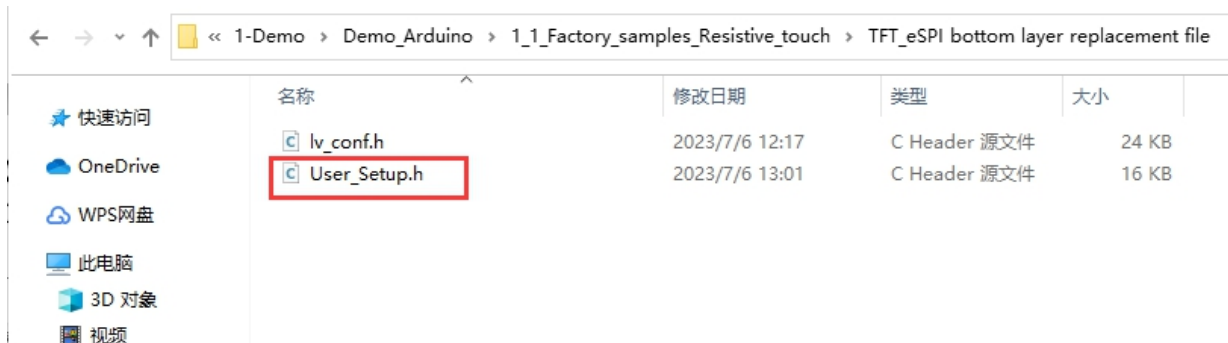 « 1-Demo › Demo_Arduino › 1_1_Factory_samples_Resistive_touch › TFT_eSPI bottom layer replacement file
名称 修改日期 类型 大小
快速访问
lv_conf.h 2023/7/6 12:17 C Header 源文件 24 KB
OneDrive
User_Setup.h 2023/7/6 13:01 C Header 源文件 16 KB
WPS网盘
此电脑
3D 对象
视频